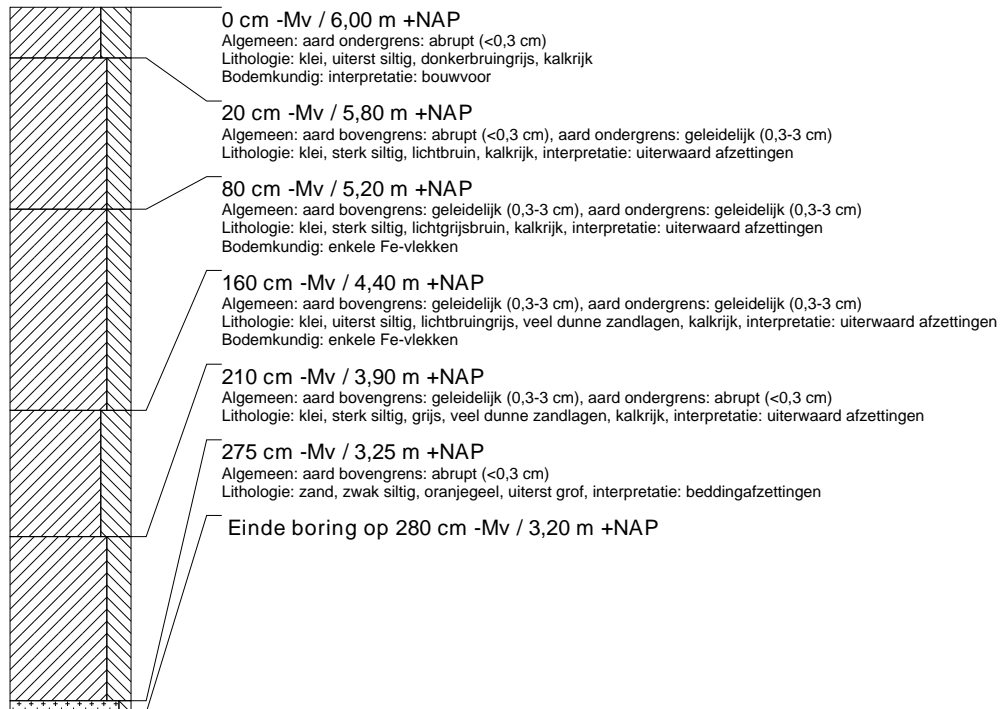 0 cm -Mv / 6,00 m +NAP
Algemeen: aard ondergrens: abrupt (<0,3 cm)
Lithologie: klei, uiterst siltig, donkerbruingrijs, kalkrijk
Bodemkundig: interpretatie: bouwvoor
20 cm -Mv / 5,80 m +NAP
Algemeen: aard bovengrens: abrupt (<0,3 cm), aard ondergrens: geleidelijk (0,3-3 cm)
Lithologie: klei, sterk siltig, lichtbruin, kalkrijk, interpretatie: uiterwaard afzettingen
80 cm -Mv / 5,20 m +NAP
Algemeen: aard bovengrens: geleidelijk (0,3-3 cm), aard ondergrens: geleidelijk (0,3-3 cm)
Lithologie: klei, sterk siltig, lichtgrijsbruin, kalkrijk, interpretatie: uiterwaard afzettingen
Bodemkundig: enkele Fe-vlekken
160 cm -Mv / 4,40 m +NAP
Algemeen: aard bovengrens: geleidelijk (0,3-3 cm), aard ondergrens: geleidelijk (0,3-3 cm)
Lithologie: klei, uiterst siltig, lichtbruingrijs, veel dunne zandlagen, kalkrijk, interpretatie: uiterwaard afzettingen
Bodemkundig: enkele Fe-vlekken
210 cm -Mv / 3,90 m +NAP
Algemeen: aard bovengrens: geleidelijk (0,3-3 cm), aard ondergrens: abrupt (<0,3 cm)
Lithologie: klei, sterk siltig, grijs, veel dunne zandlagen, kalkrijk, interpretatie: uiterwaard afzettingen
275 cm -Mv / 3,25 m +NAP
Algemeen: aard bovengrens: abrupt (<0,3 cm)
Lithologie: zand, zwak siltig, oranjegeel, uiterst grof, interpretatie: beddingafzettingen
Einde boring op 280 cm -Mv / 3,20 m +NAP